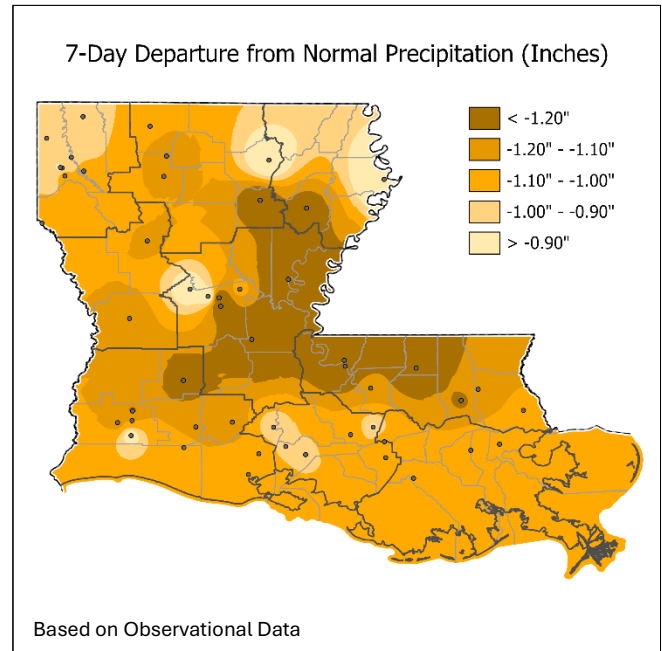 7-Day Departure from Normal Precipitation (Inches)
< -1.20"
-1.20" - -1.10"
-1.10" - -1.00"
-1.00" - -0.90"
> -0.90"
Based on Observational Data